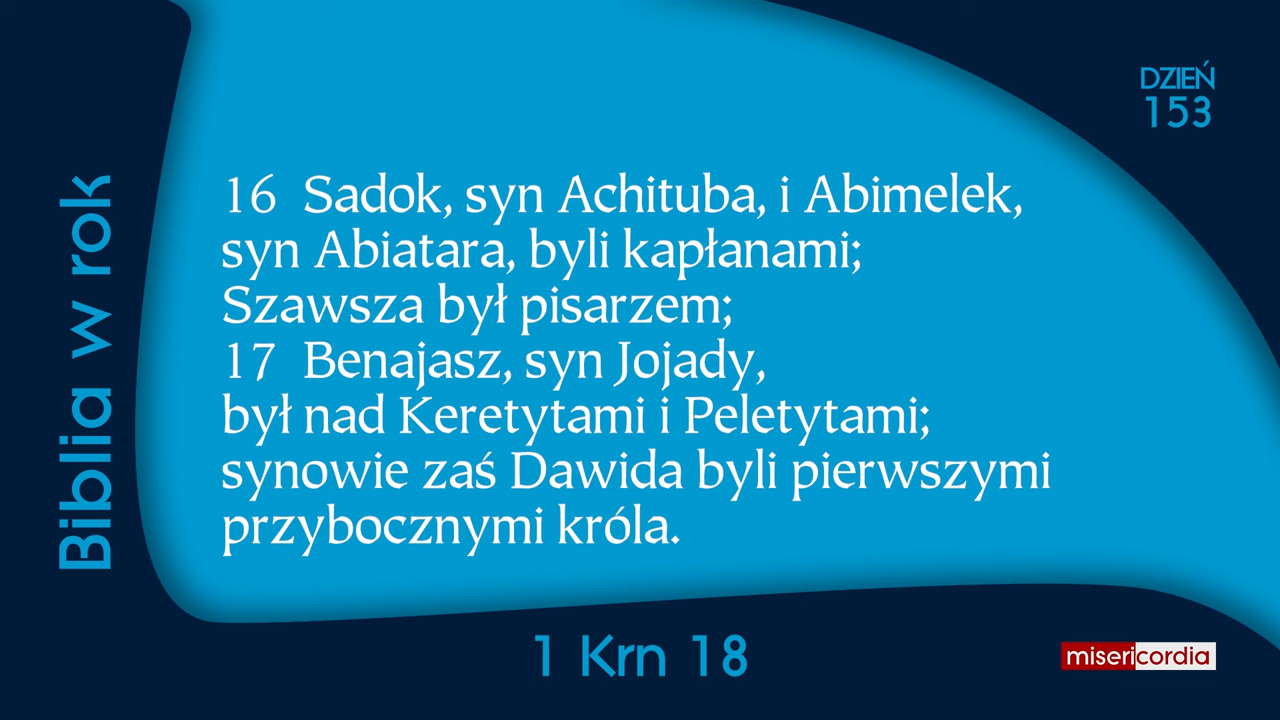 DZIEŃ
153
Biblia w rok
16 Sadok, syn Achituba, i Abimelek,
syn Abiatara, byli kapłanami;
Szawsza był pisarzem;
17 Benajasz, syn Jojady,
był nad Keretytami i Peletytami;
synowie zaś Dawida byli pierwszymi
przybocznymi króla.
1 Krn 18
misericordia